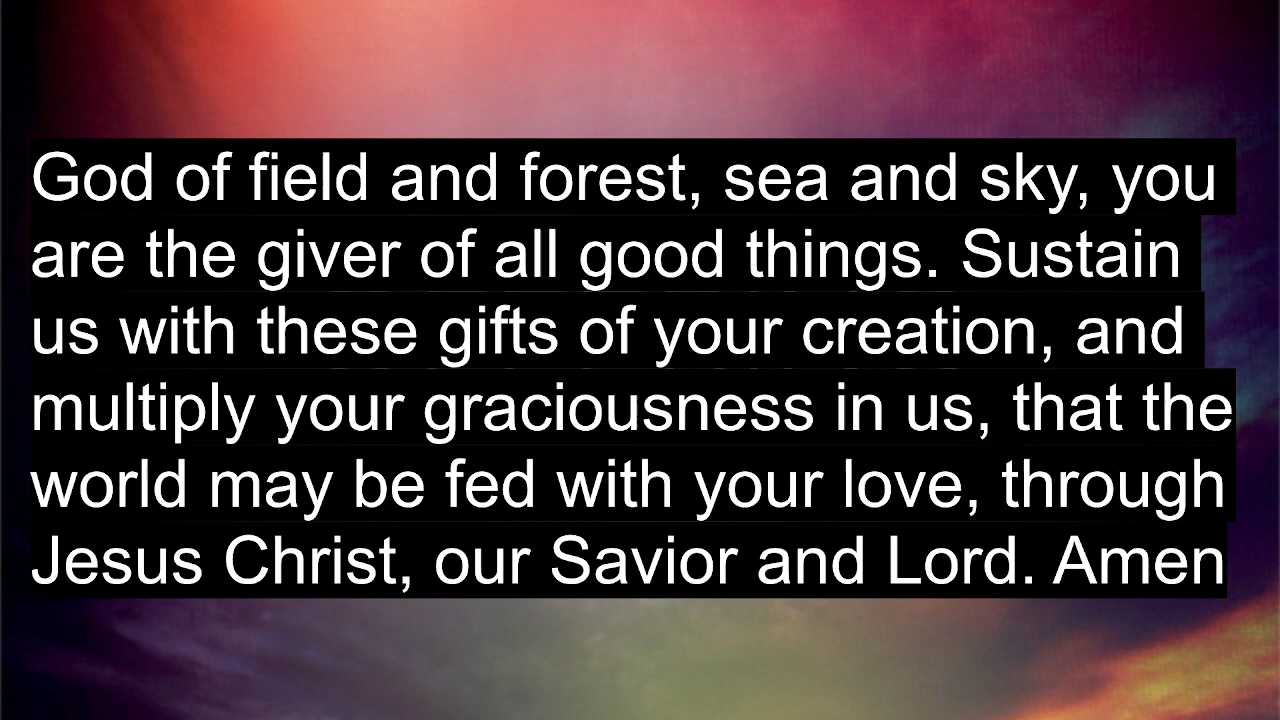 God of field and forest, sea and sky, you
are the giver of all good things. Sustain
us with these gifts of your creation, and
multiply your graciousness in us, that the
world may be fed with your love, through
Jesus Christ, our Savior and Lord. Amen